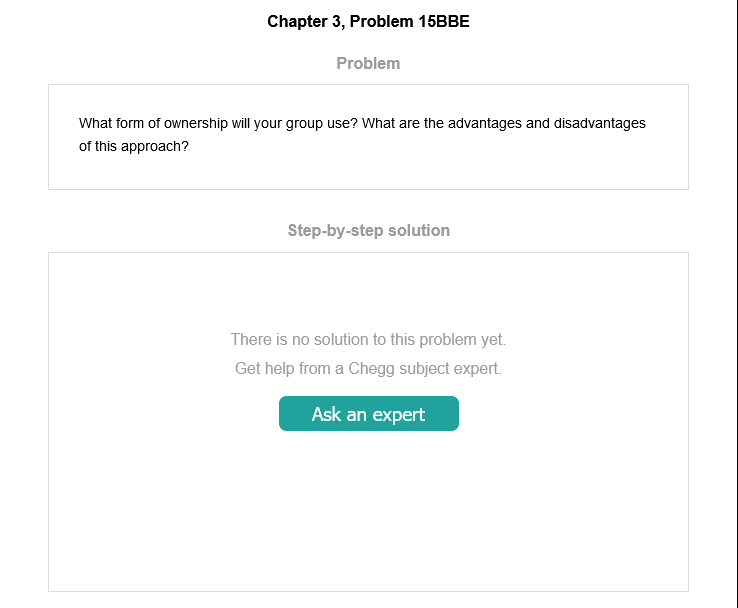 Chapter 3, Problem 15BBE
Problem
What form of ownership will your group use? What are the advantages and disadvantages
of this approach?
Step-by-step solution
There is no solution to this problem yet.
Get help from a Chegg subject expert.
Ask an expert